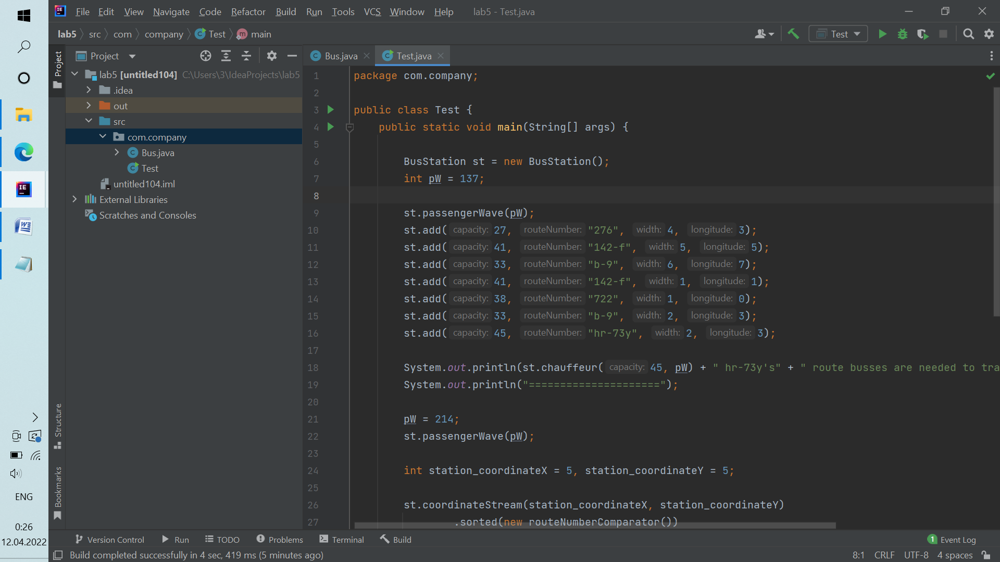 File Edit View Navigate Code Refactor Build Run Tools VCS Window Help lab5 - Test.java
lab5 src com company Test main
Test
Project
Bus.java Test.java
Project
lab5 [untitled104] C:\Users\3\IdeaProjects\lab5
.idea
out
src
com.company
Bus.java
Test
untitled104.iml
External Libraries
Scratches and Consoles
Structure
Bookmarks
1 package com.company;
2
3 public class Test {
4 public static void main(String[] args) {
5
6 BusStation st = new BusStation();
7 int pW = 137;
8
9 st.passengerWave(pW);
10 st.add( capacity: 27, routeNumber: "276", width: 4, longitude: 3);
11 st.add( capacity: 41, routeNumber: "142-f", width: 5, longitude: 5);
12 st.add( capacity: 33, routeNumber: "b-9", width: 6, longitude: 7);
13 st.add( capacity: 41, routeNumber: "142-f", width: 1, longitude: 1);
14 st.add( capacity: 38, routeNumber: "722", width: 1, longitude: 0);
15 st.add( capacity: 33, routeNumber: "b-9", width: 2, longitude: 3);
16 st.add( capacity: 45, routeNumber: "hr-73y", width: 2, longitude: 3);
17
18 System.out.println(st.chauffeur( capacity: 45, pW) + " hr-73y's" + " route busses are needed to tra
19 System.out.println("=====================");
20
21 pW = 214;
22 st.passengerWave(pW);
23
24 int station_coordinateX = 5, station_coordinateY = 5;
25
26 st.coordinateStream(station_coordinateX, station_coordinateY)
27 .sorted(new routeNumberComparator())
Version Control Run TODO Problems Terminal Build 1 Event Log
Build completed successfully in 4 sec, 419 ms (5 minutes ago) 8:1 CRLF UTF-8 4 spaces
ENG
0:26
12.04.2022